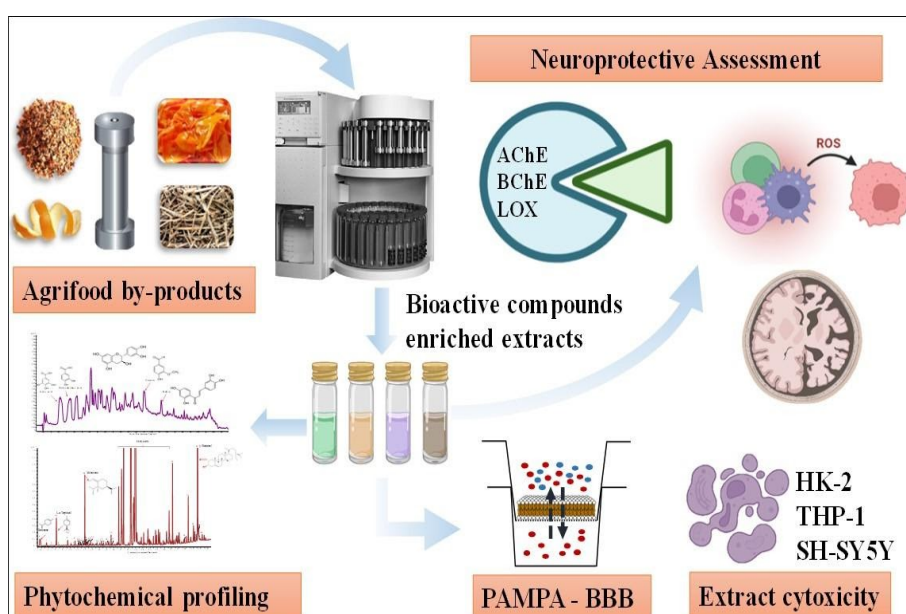 Neuroprotective Assessment
AChE
BChE
LOX
ROS
Agrifood by-products
Bioactive compounds
enriched extracts
HK-2
THP-1
SH-SY5Y
Phytochemical profiling
PAMPA - BBB
Extract cytoxicity